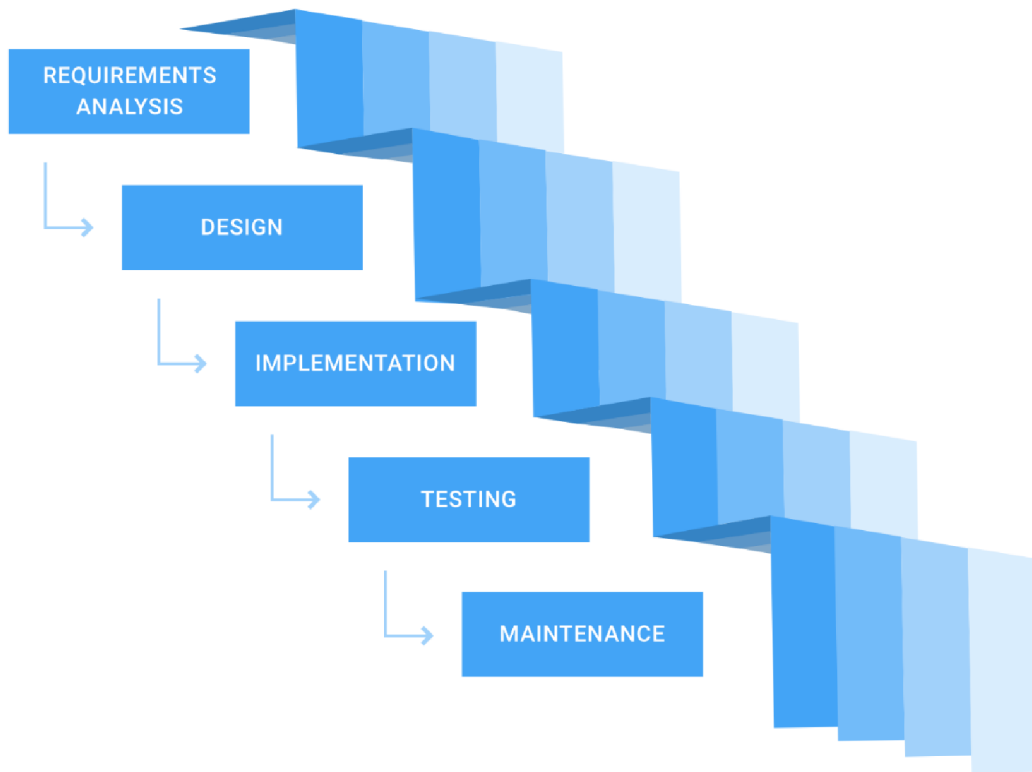 REQUIREMENTS
ANALYSIS
DESIGN
IMPLEMENTATION
TESTING
MAINTENANCE